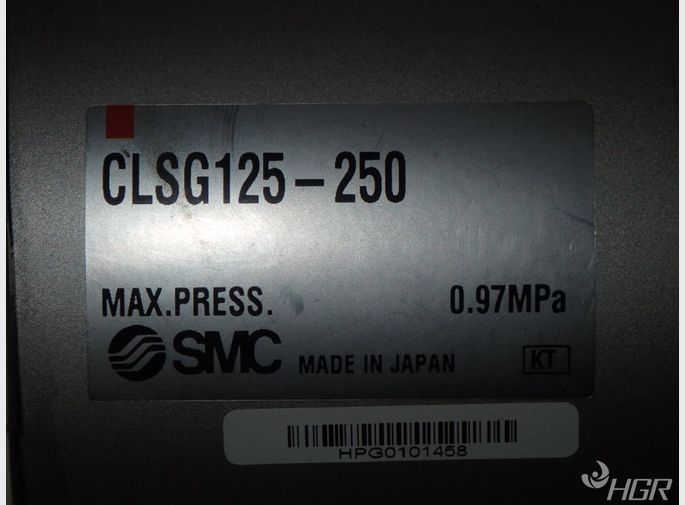 CLSG125-250
MAX.PRESS. 0.97MPa
SMC MADE IN JAPAN KT
HPG0101458
HGR